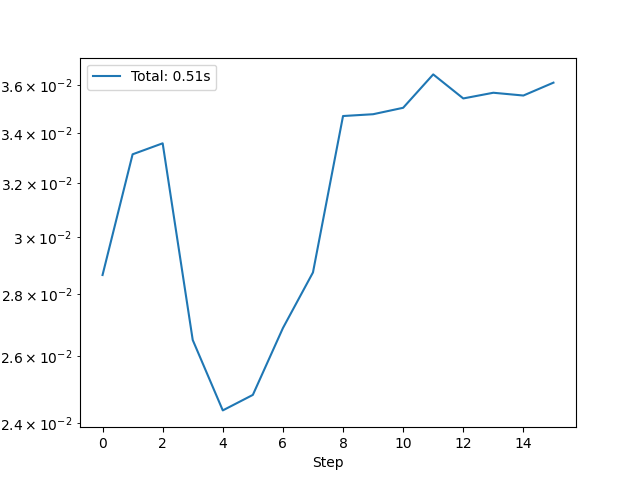 Total: 0.51s
3.6 × 10⁻²
3.4 × 10⁻²
3.2 × 10⁻²
3 × 10⁻²
2.8 × 10⁻²
2.6 × 10⁻²
2.4 × 10⁻²
0 2 4 6 8 10 12 14
Step